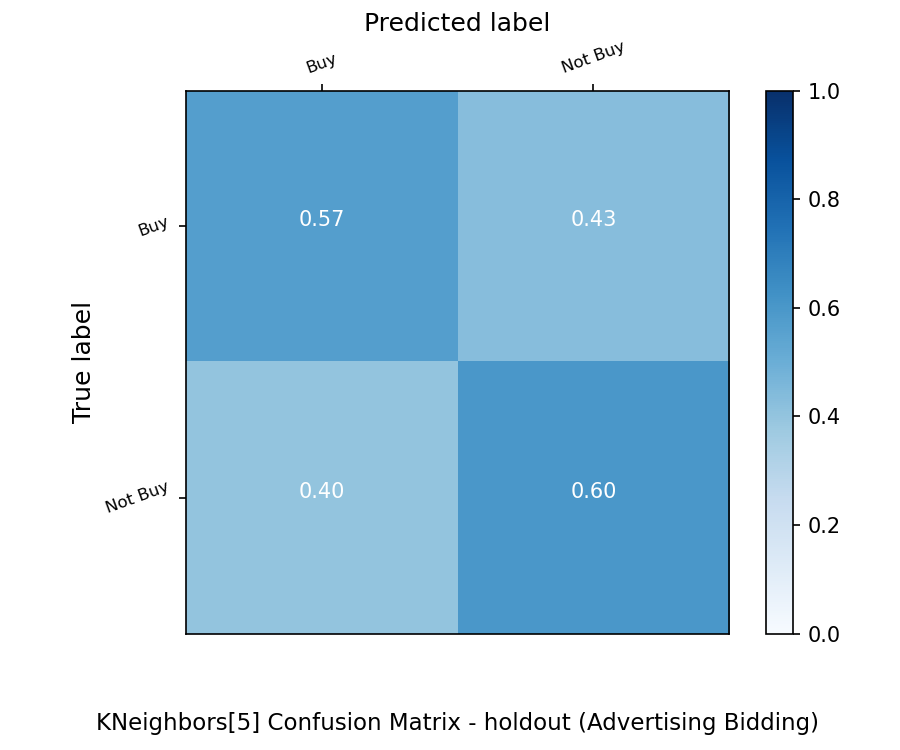 Predicted label
Buy
Not Buy
1.0
0.8
0.6
0.4
0.2
0.0
True label
Buy
0.57
0.43
Not Buy
0.40
0.60
KNeighbors[5] Confusion Matrix - holdout (Advertising Bidding)